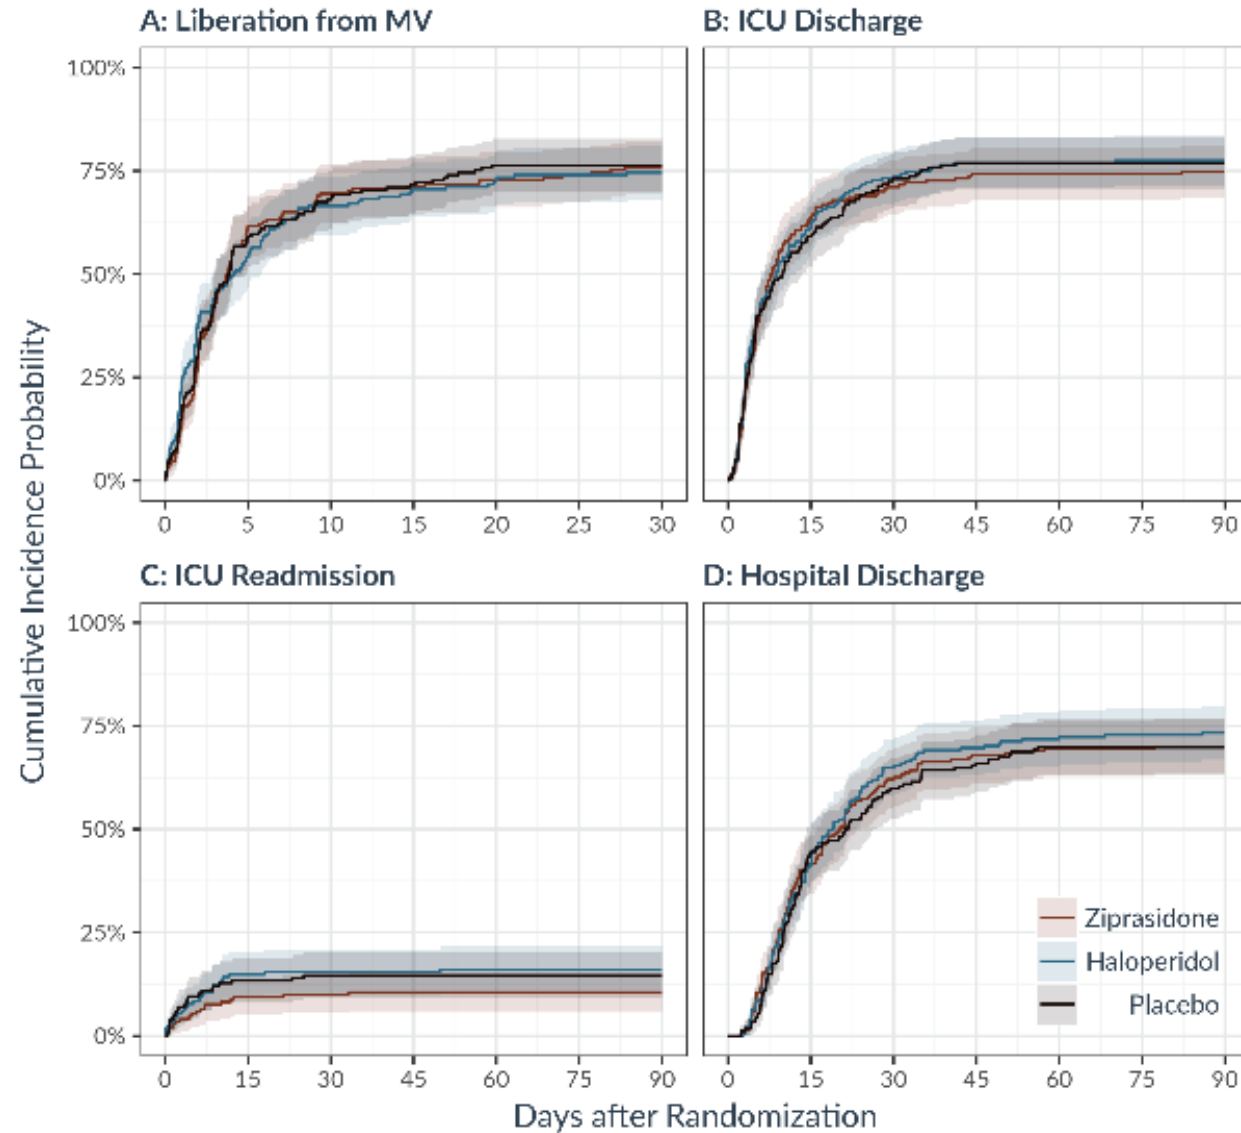 A: Liberation from MV
B: ICU Discharge
100%
75%
50%
25%
0%
0 5 10 15 20 25 30
0 15 30 45 60 75 90
Cumulative Incidence Probability
C: ICU Readmission
D: Hospital Discharge
100%
75%
50%
25%
0%
Ziprasidone
Haloperidol
Placebo
0 15 30 45 60 75 90
0 15 30 45 60 75 90
Days after Randomization